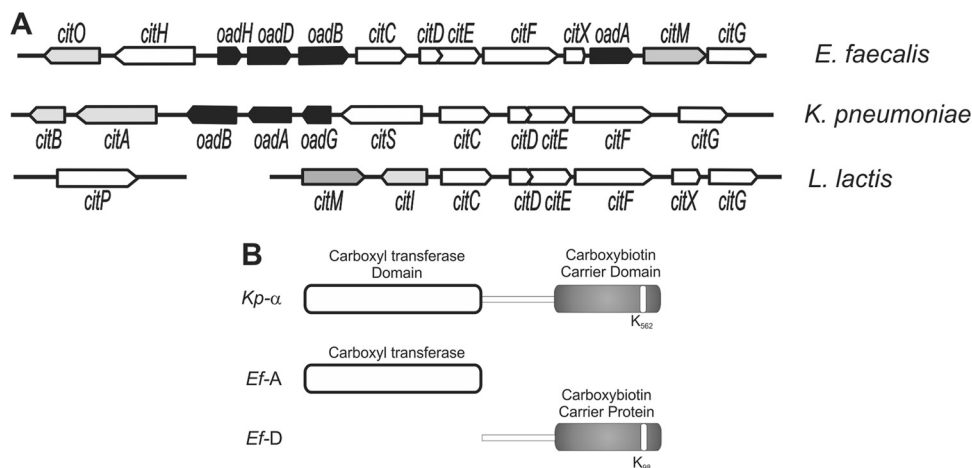 A
citO citH oadH oadD oadB citC citD citE citF citX oadA citM citG
E. faecalis
K. pneumoniae
citB citA oadB oadA oadG citS citC citD citE citF citG
L. lactis
citP citM citI citC citD citE citF citX citG
B
Carboxyl transferase
Domain
Carboxybiotin
Carrier Domain
Kp-α
K562
Carboxyl transferase
Ef-A
Carboxybiotin
Carrier Protein
Ef-D
K98